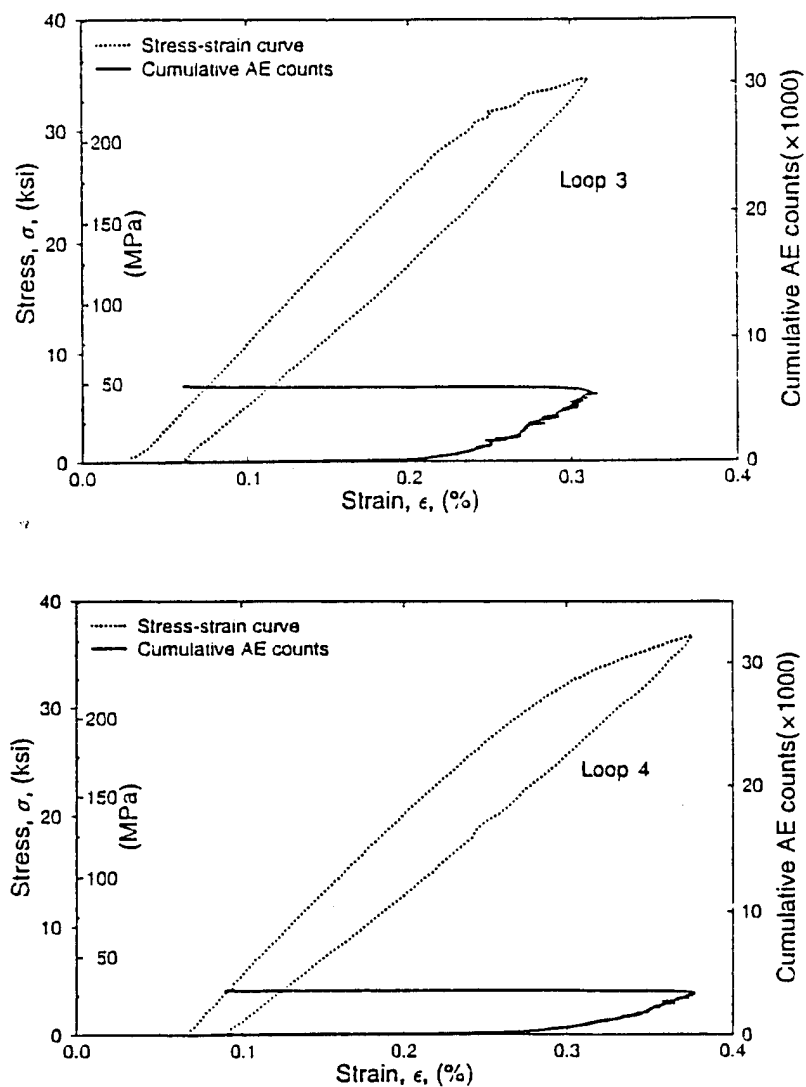 40
30
20
10
0
Stress, σ, (ksi)
200
150
100
50
(MPa)
Stress-strain curve
Cumulative AE counts
Loop 3
30
20
10
0
Cumulative AE counts(×1000)
0.0 0.1 0.2 0.3 0.4
Strain, ϵ, (%)
40
30
20
10
0
Stress, σ, (ksi)
200
150
100
50
(MPa)
Stress-strain curve
Cumulative AE counts
Loop 4
30
20
10
0
Cumulative AE counts(×1000)
0.0 0.1 0.2 0.3 0.4
Strain, ϵ, (%)